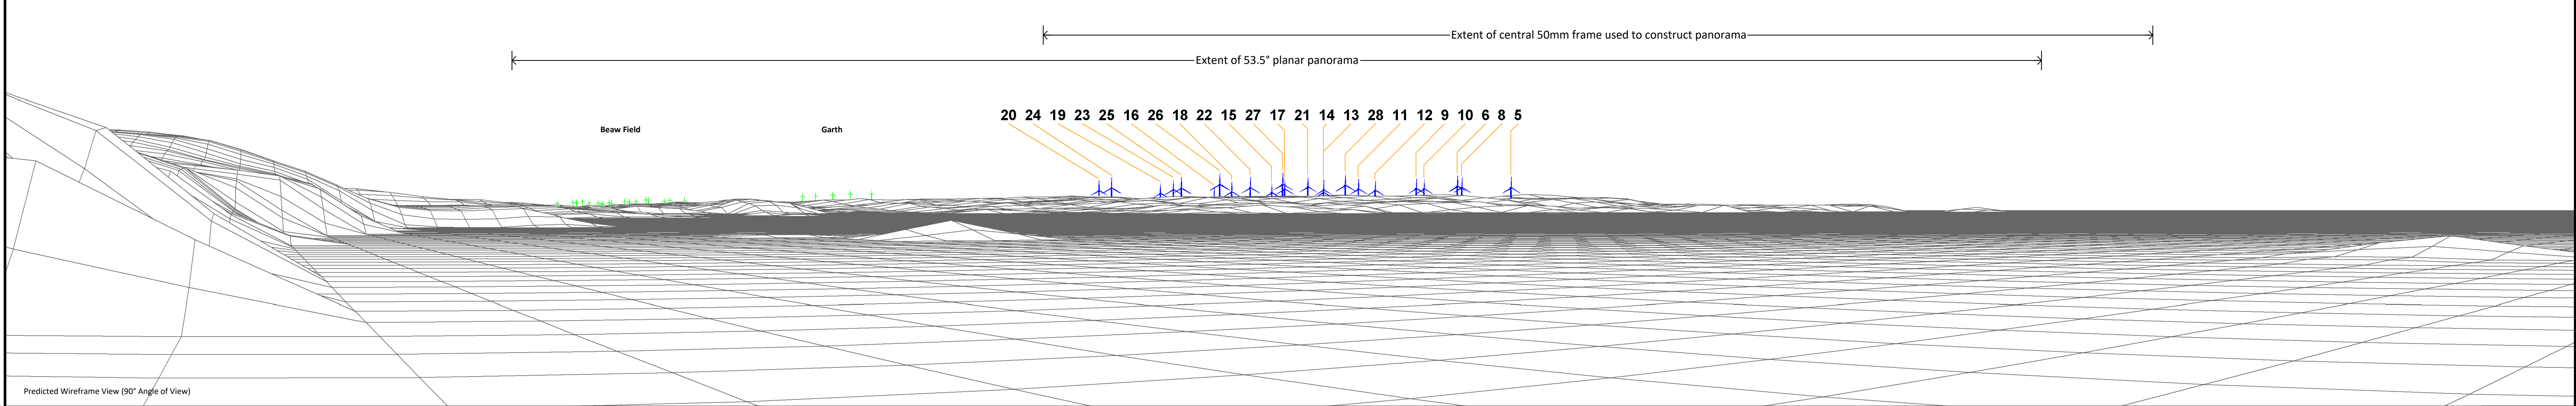 Extent of central 50mm frame used to construct panorama
Extent of 53.5° planar panorama
20 24 19 23 25 16 26 18 22 15 27 17 21 14 13 28 11 12 9 10 6 8 5
Beaw Field Garth
Predicted Wireframe View (90° Angle of View)